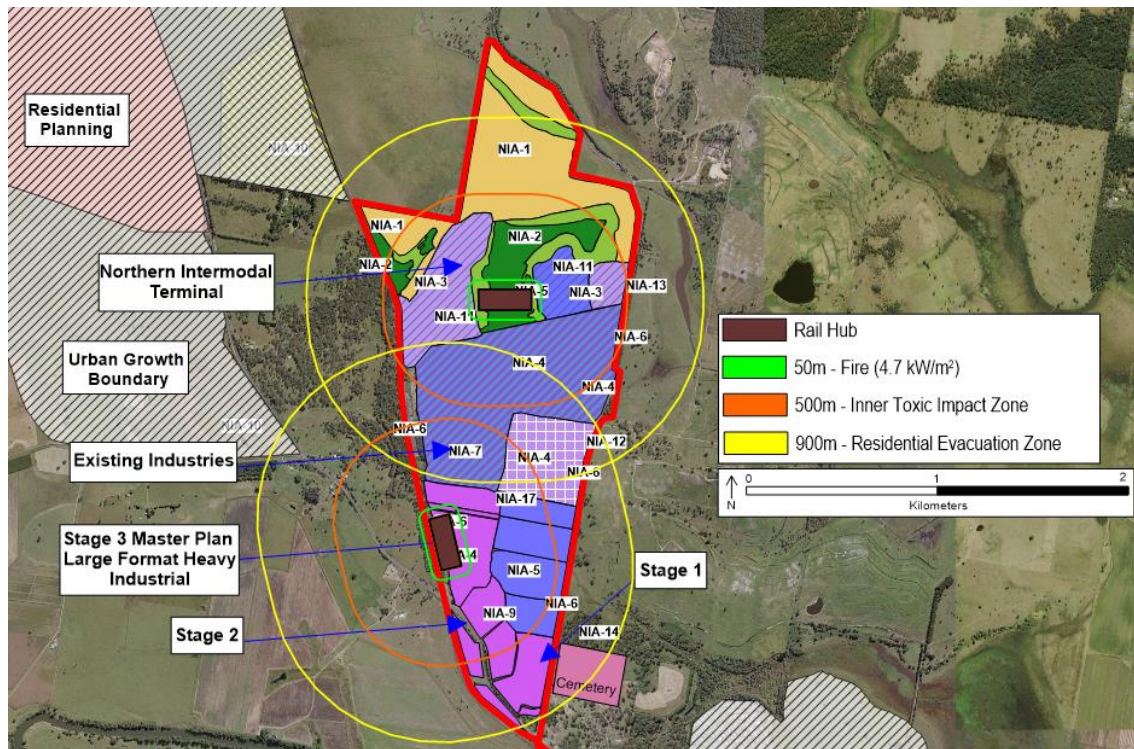 Residential
Planning
NIA-10
NIA-1
NIA-1
NIA-2
NIA-2
NIA-11
Northern Intermodal
Terminal
NIA-3
NIA-5
NIA-3
NIA-13
NIA-11
NIA-6
Urban Growth
Boundary
NIA-4
NIA-4
NIA-10
NIA-6
NIA-12
Existing Industries
NIA-7
NIA-4
NIA-6
NIA-17
Stage 3 Master Plan
Large Format Heavy
Industrial
NIA-5
Stage 1
Stage 2
NIA-9
NIA-6
NIA-14
Cemetery
Rail Hub
50m - Fire (4.7 kW/m²)
500m - Inner Toxic Impact Zone
900m - Residential Evacuation Zone
0 1 2
N
Kilometers